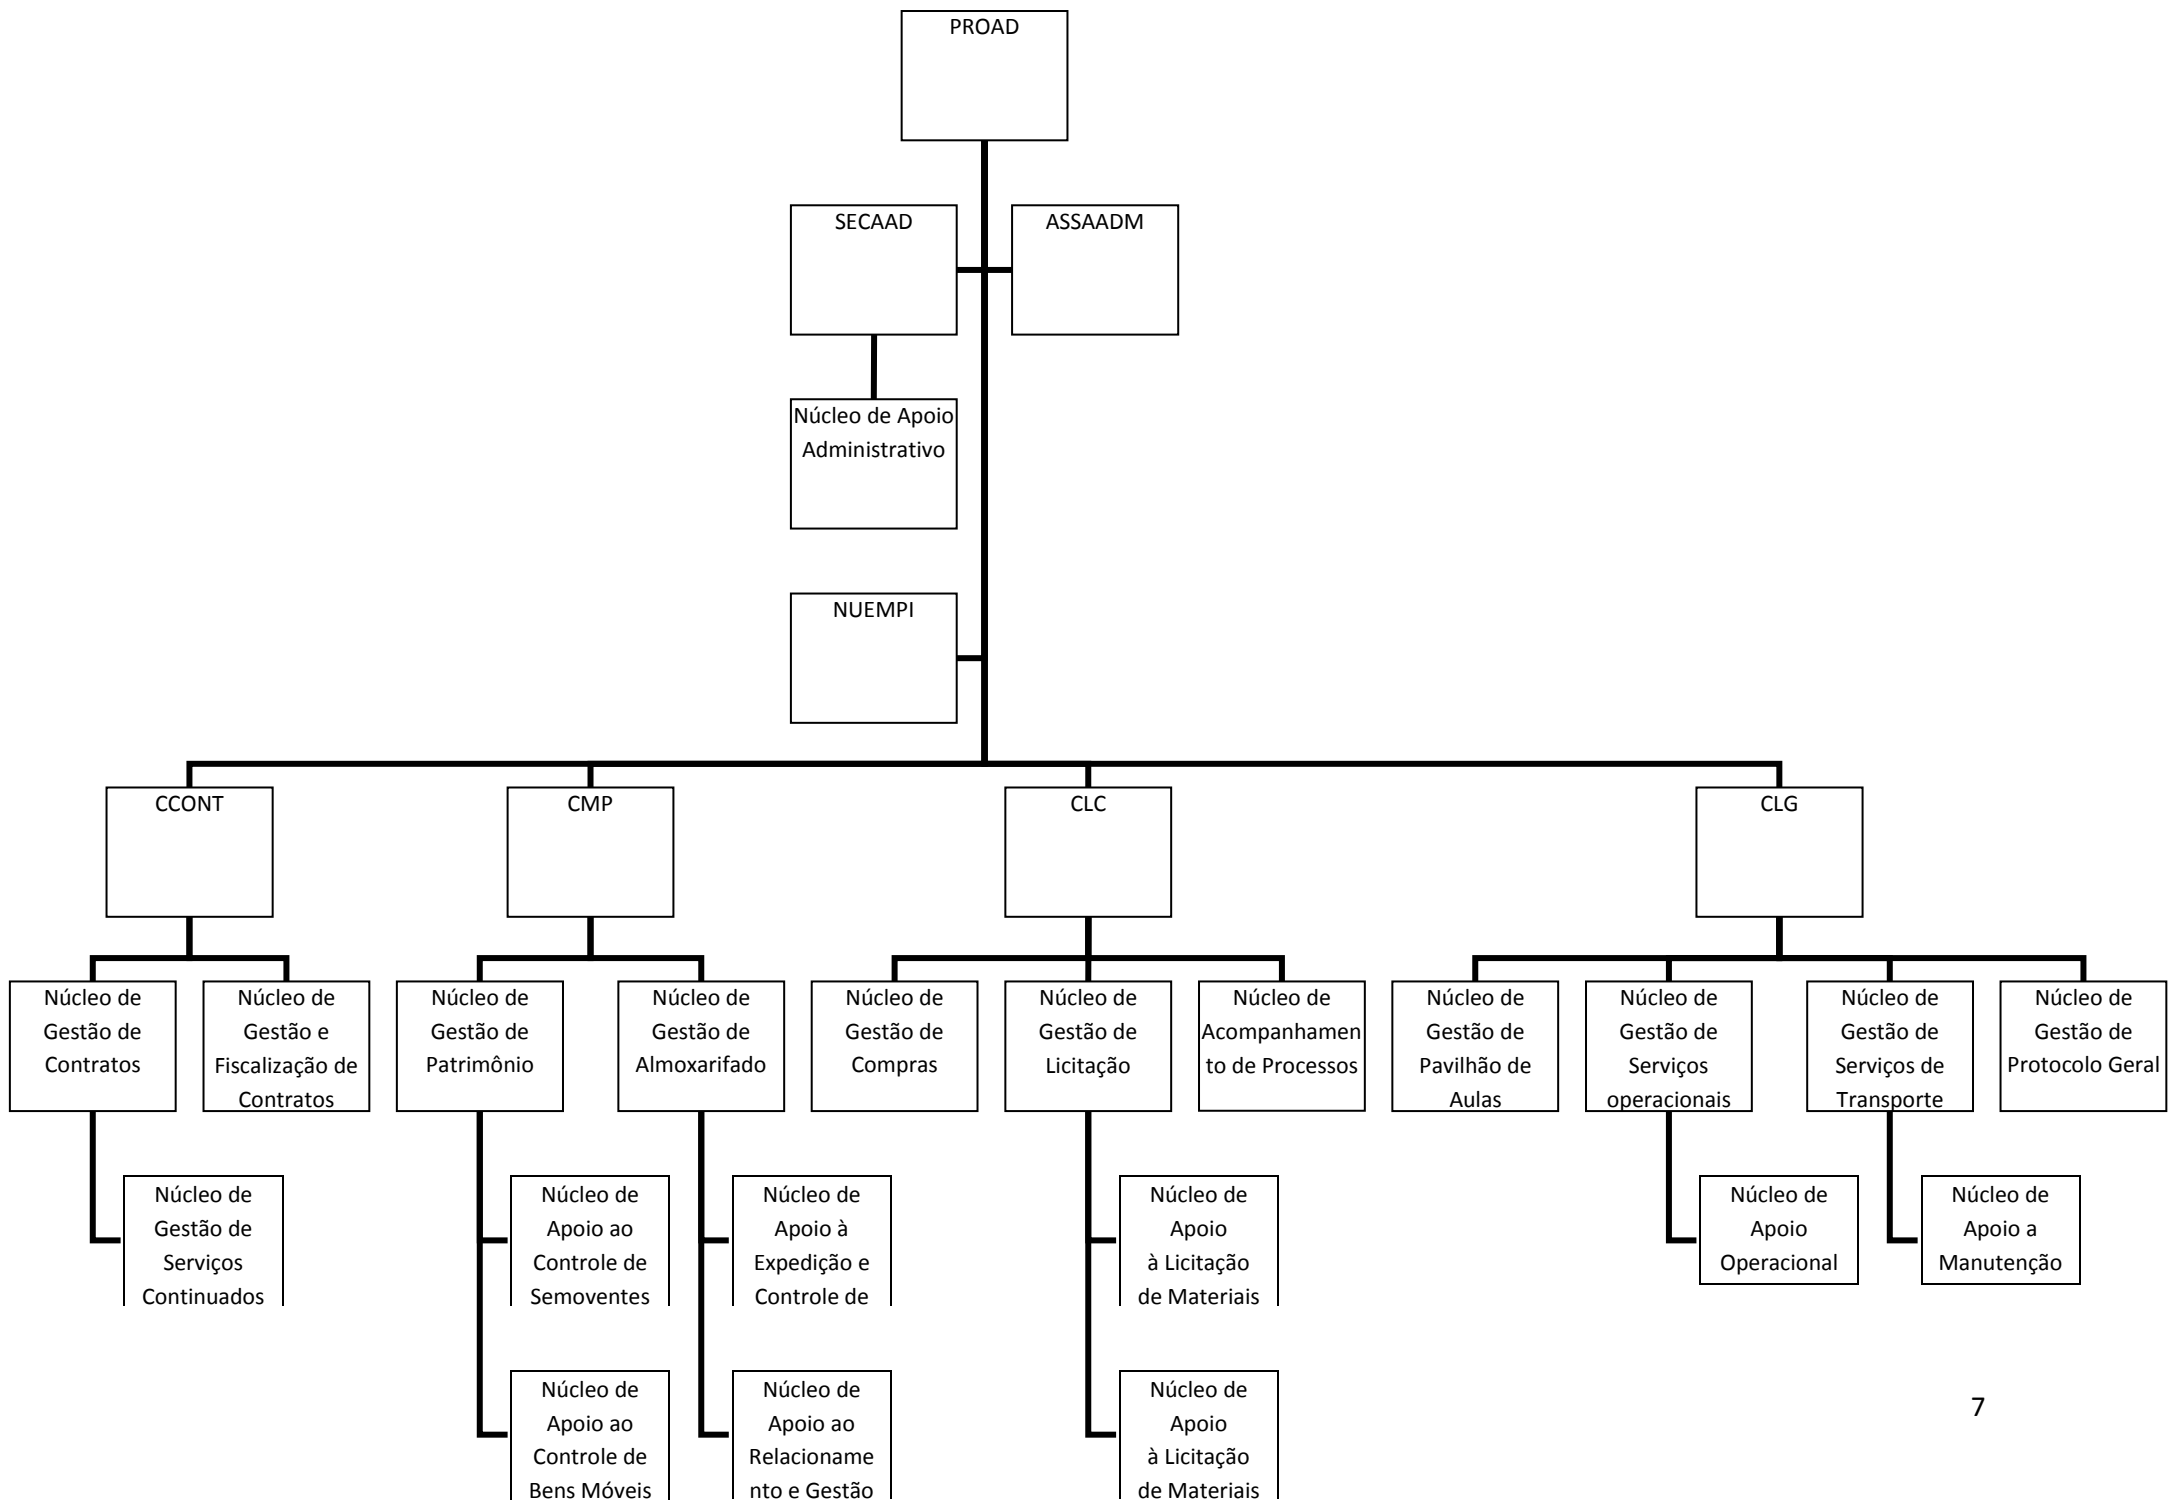 PROAD
SECAAD
ASSAADM
Núcleo de Apoio
Administrativo
NUEMPI
CCONT
CMP
CLC
CLG
Núcleo de
Gestão de
Contratos
Núcleo de
Gestão e
Fiscalização de
Contratos
Núcleo de
Gestão de
Patrimônio
Núcleo de
Gestão de
Almoxarifado
Núcleo de
Gestão de
Compras
Núcleo de
Gestão de
Licitação
Núcleo de
Acompanhamen
to de Processos
Núcleo de
Gestão de
Pavilhão de
Aulas
Núcleo de
Gestão de
Serviços
operacionais
Núcleo de
Gestão de
Serviços de
Transporte
Núcleo de
Gestão de
Protocolo Geral
Núcleo de
Gestão de
Serviços
Continuados
Núcleo de
Apoio ao
Controle de
Semoventes
Núcleo de
Apoio à
Expedição e
Controle de
Núcleo de
Apoio
à Licitação
de Materiais
Núcleo de
Apoio
Operacional
Núcleo de
Apoio a
Manutenção
Núcleo de
Apoio ao
Controle de
Bens Móveis
Núcleo de
Apoio ao
Relacioname
nto e Gestão
Núcleo de
Apoio
à Licitação
de Materiais
7